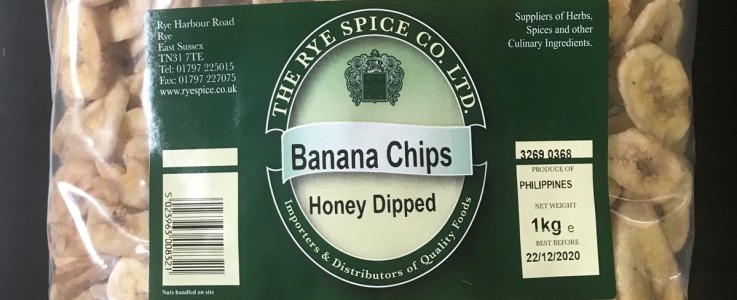 Rye Harbour Road
Rye
East Sussex
TN31 7TE
Tel: 01797 225015
Fax: 01797 227075
www.ryespice.co.uk
THE RYE SPICE CO. LTD.
Suppliers of Herbs,
Spices and other
Culinary Ingredients.
Banana Chips
Honey Dipped
Importers & Distributors of Quality Foods
3269 0368
PRODUCE OF
PHILIPPINES
NET WEIGHT
1kg e
BEST BEFORE
22/12/2020
5 023963 008321
Nuts handled on site